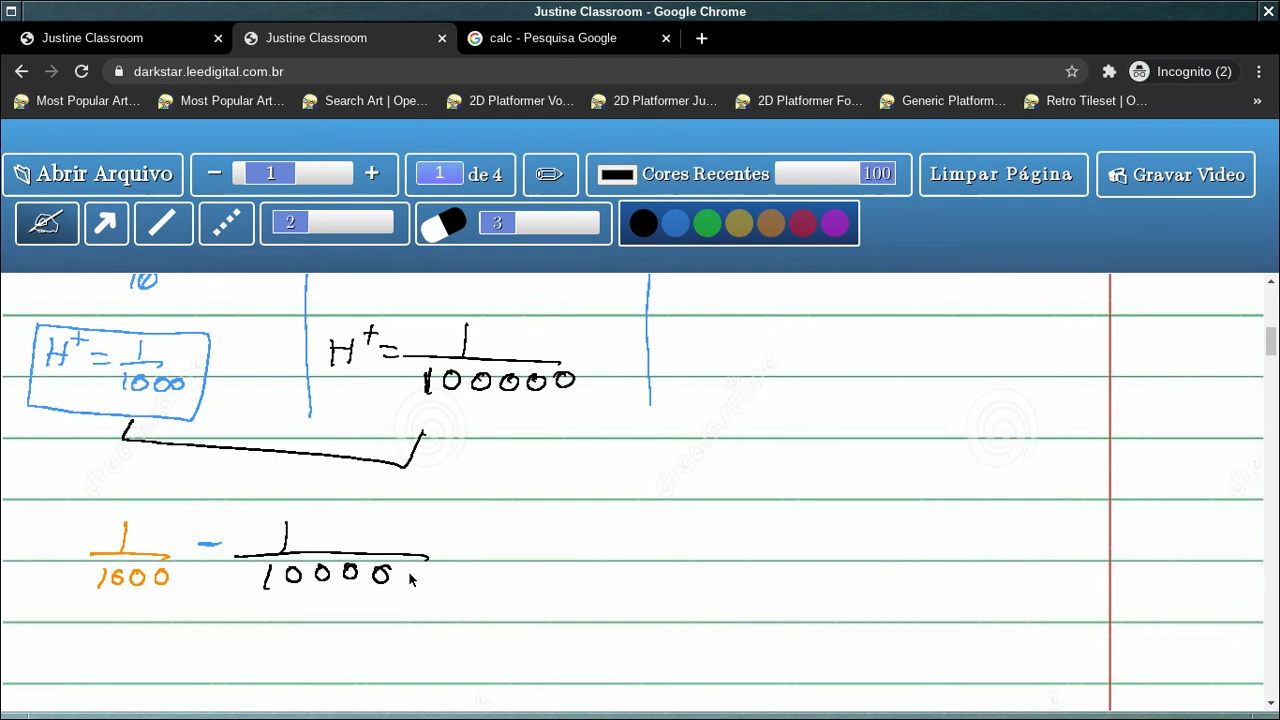 Justine Classroom - Google Chrome
Justine Classroom
Justine Classroom
calc - Pesquisa Google
darkstar.leedigital.com.br
Incognito (2)
Most Popular Art…
Most Popular Art…
Search Art | Ope…
2D Platformer Vo…
2D Platformer Ju…
2D Platformer Fo…
Generic Platform…
Retro Tileset | O…
»
Abrir Arquivo
− 1 +
1 de 4
Cores Recentes 100
Limpar Página
Gravar Video
2
3
10
H⁺ = 1/1000
H⁺ = 1/100000
1/1000 - 1/10000
dreamstime